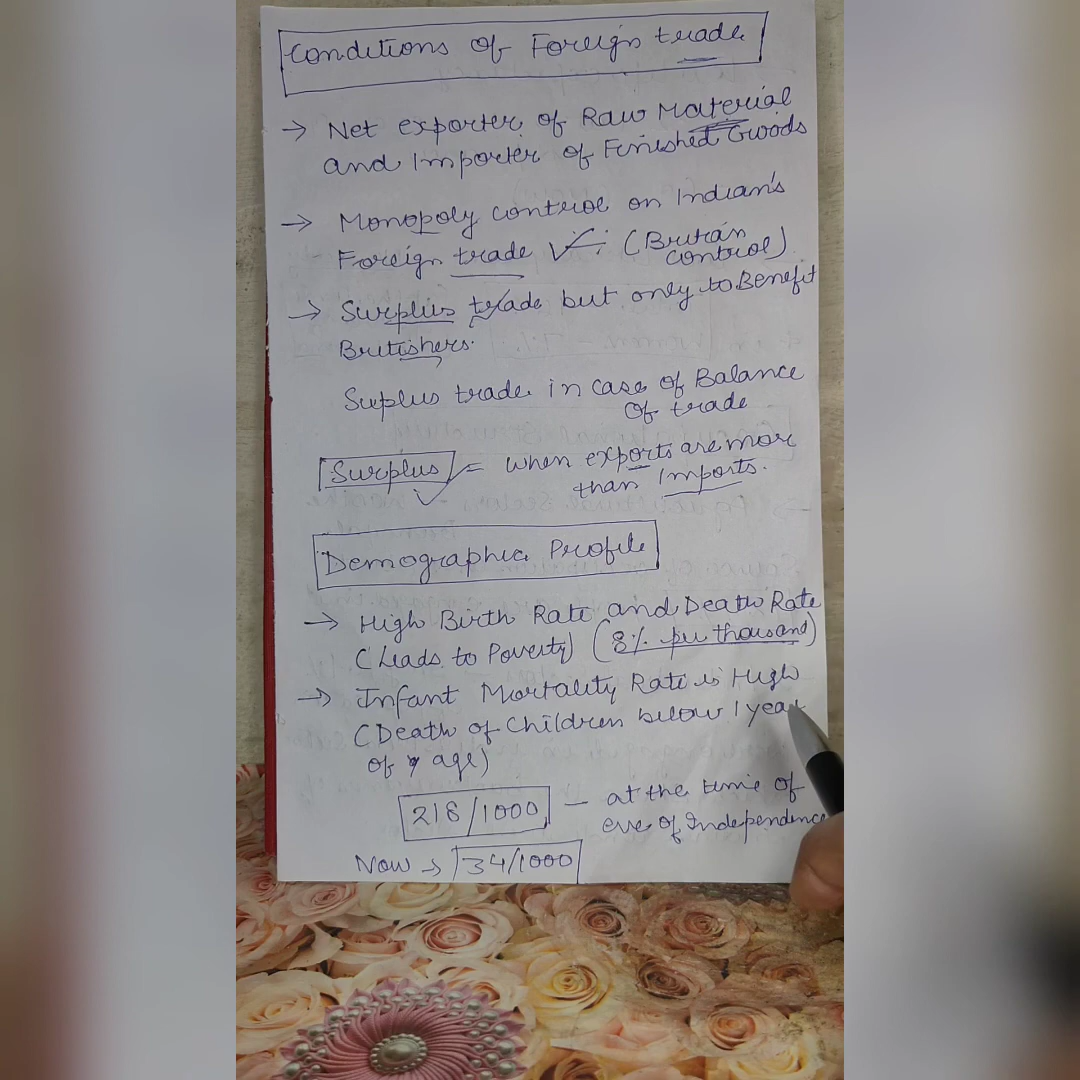 Conditions of Foreign trade
→ Net exporter of Raw Material
and Importer of Finished Goods
→ Monopoly control on Indian's
Foreign trade ✓: (Britain
control)
→ Surplus trade but only to Benefit
Britishers.
Suplus trade in case of Balance
of trade
Surplus = when exports are more
than Imports.
Demographic Profile
→ High Birth Rate and Death Rate
(Leads to Poverty) (8% per thousand)
→ Infant Mortality Rate is High
(Death of Children below 1 year
of age)
218/1000 - at the time of
eve of Independence
Now → 34/1000